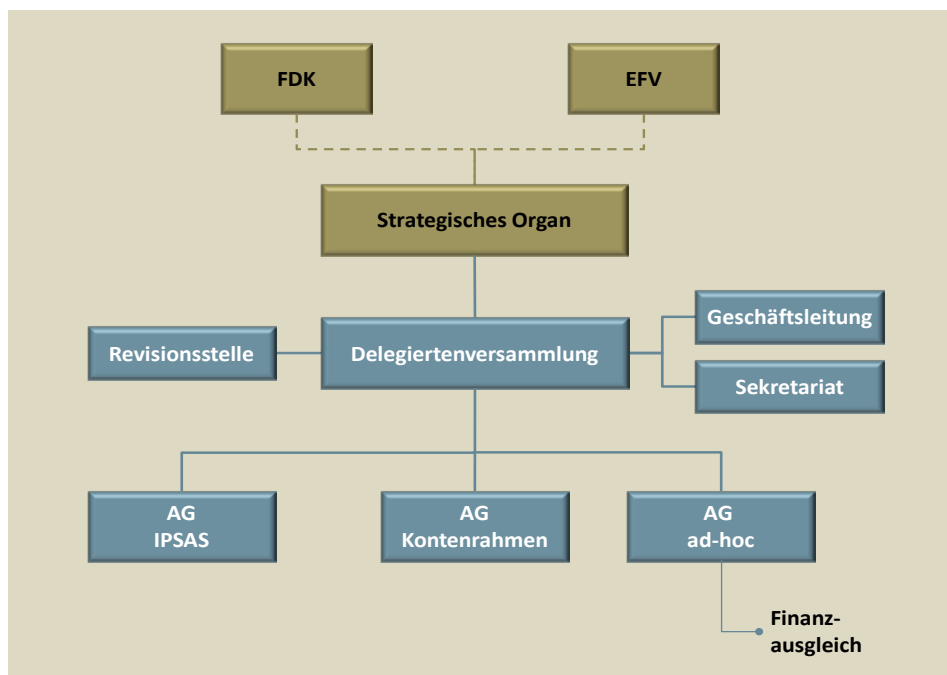 FDK
EFV
Strategisches Organ
Geschäftsleitung
Revisionsstelle
Delegiertenversammlung
Sekretariat
AG
IPSAS
AG
Kontenrahmen
AG
ad-hoc
Finanz-
ausgleich